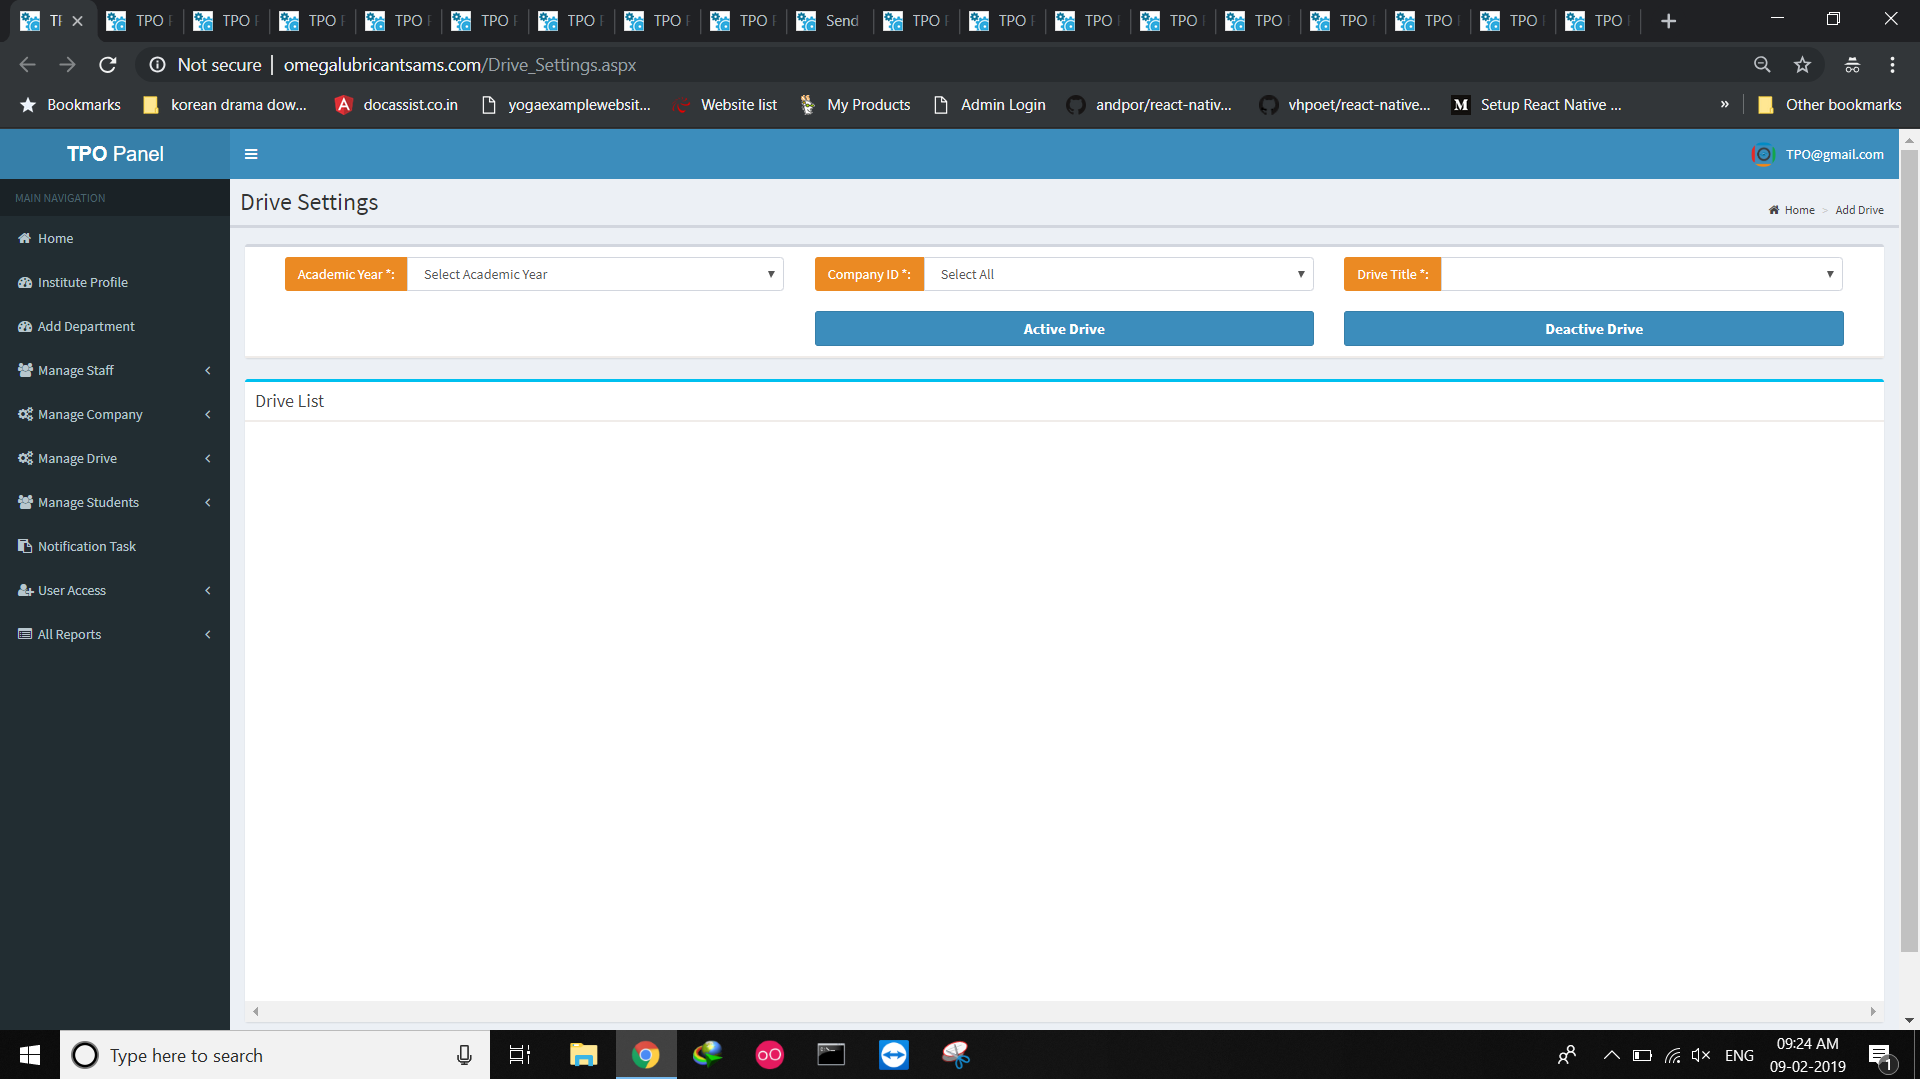 TP
TPO
TPO
TPO
TPO
TPO
TPO
TPO
TPO
Send
TPO
TPO
TPO
TPO
TPO
TPO
TPO
TPO
TPO
Not secure | omegalubricantsams.com/Drive_Settings.aspx
Bookmarks korean drama dow... docassist.co.in yogaexamplewebsit... Website list My Products Admin Login andpor/react-nativ... vhpoet/react-native... Setup React Native ... » Other bookmarks
TPO Panel
TPO@gmail.com
MAIN NAVIGATION
Home
Institute Profile
Add Department
Manage Staff
Manage Company
Manage Drive
Manage Students
Notification Task
User Access
All Reports
Drive Settings
Home > Add Drive
Academic Year *: Select Academic Year
Company ID *: Select All
Drive Title *:
Active Drive
Deactive Drive
Drive List
Type here to search
ENG
09:24 AM
09-02-2019
1